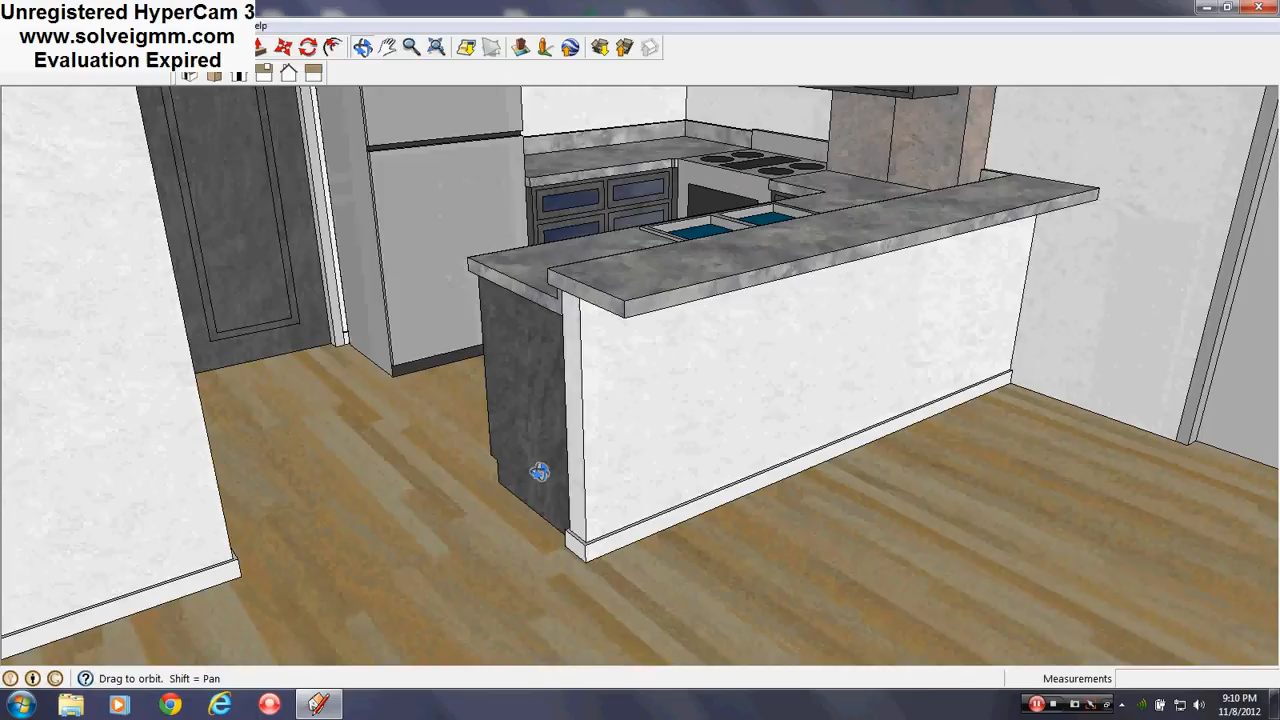 Unregistered HyperCam 3
www.solveigmm.com
Evaluation Expired
elp
Drag to orbit. Shift = Pan
Measurements
9:10 PM
11/8/2012